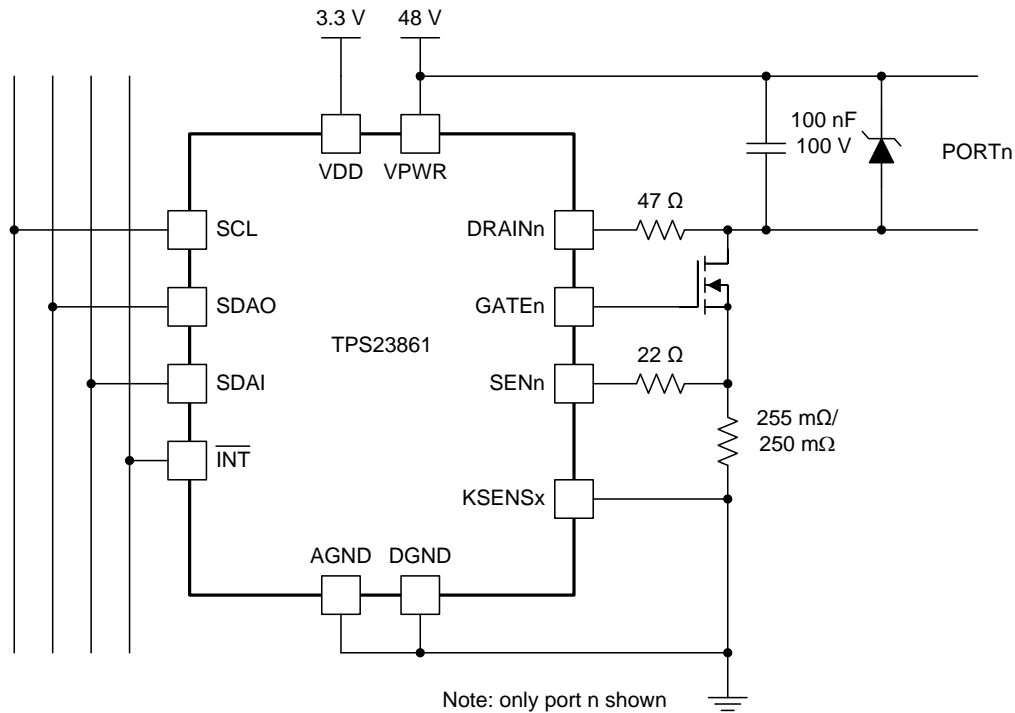 3.3 V
48 V
VDD
VPWR
100 nF
100 V
PORTn
47 Ω
SCL
DRAINn
SDAO
GATEn
TPS23861
22 Ω
SDAI
SENn
255 mΩ/
250 mΩ
INT
KSENSx
AGND
DGND
Note: only port n shown